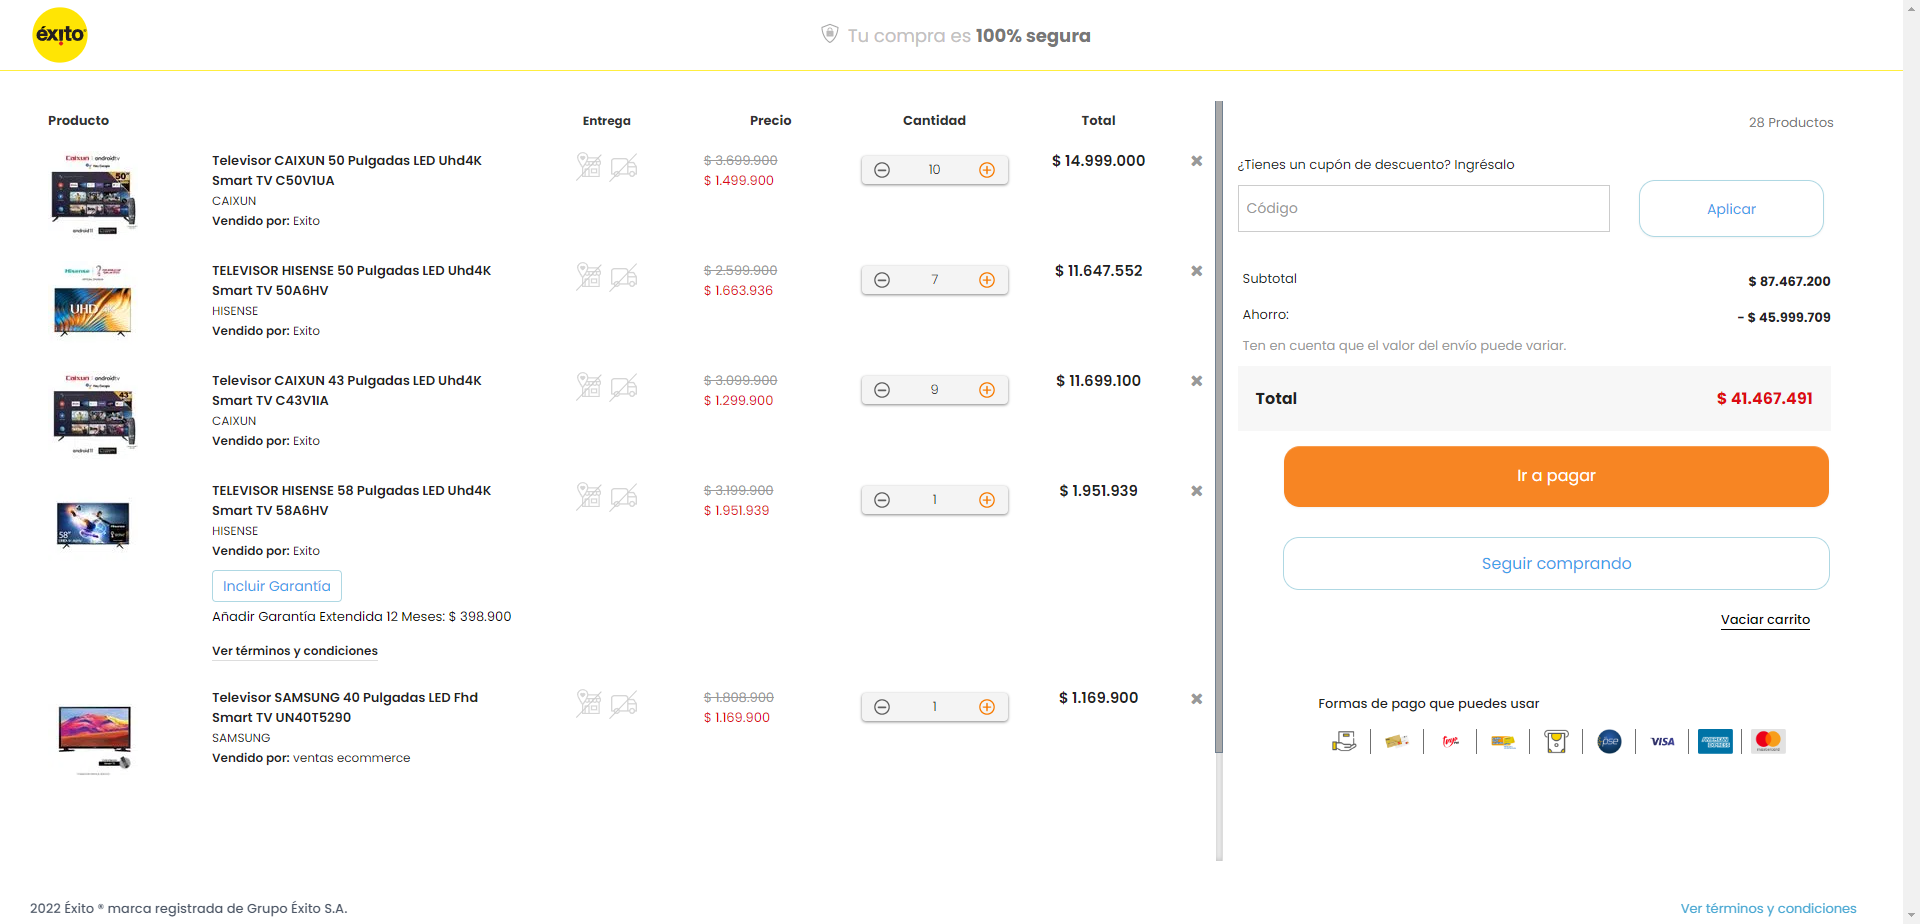 éxito
Tu compra es 100% segura
Producto Entrega Precio Cantidad Total
Televisor CAIXUN 50 Pulgadas LED Uhd4K
Smart TV C50V1UA
CAIXUN
Vendido por: Exito
$ 3.699.900
$ 1.499.900
10
$ 14.999.000
TELEVISOR HISENSE 50 Pulgadas LED Uhd4K
Smart TV 50A6HV
HISENSE
Vendido por: Exito
$ 2.599.900
$ 1.663.936
7
$ 11.647.552
Televisor CAIXUN 43 Pulgadas LED Uhd4K
Smart TV C43V1IA
CAIXUN
Vendido por: Exito
$ 3.099.900
$ 1.299.900
9
$ 11.699.100
TELEVISOR HISENSE 58 Pulgadas LED Uhd4K
Smart TV 58A6HV
HISENSE
Vendido por: Exito
$ 3.199.900
$ 1.951.939
1
$ 1.951.939
Incluir Garantía
Añadir Garantía Extendida 12 Meses: $ 398.900
Ver términos y condiciones
Televisor SAMSUNG 40 Pulgadas LED Fhd
Smart TV UN40T5290
SAMSUNG
Vendido por: ventas ecommerce
$ 1.808.900
$ 1.169.900
1
$ 1.169.900
28 Productos
¿Tienes un cupón de descuento? Ingrésalo
Código
Aplicar
Subtotal $ 87.467.200
Ahorro: - $ 45.999.709
Ten en cuenta que el valor del envío puede variar.
Total $ 41.467.491
Ir a pagar
Seguir comprando
Vaciar carrito
Formas de pago que puedes usar
pse
VISA
AMERICAN EXPRESS
2022 Éxito ® marca registrada de Grupo Éxito S.A.
Ver términos y condiciones